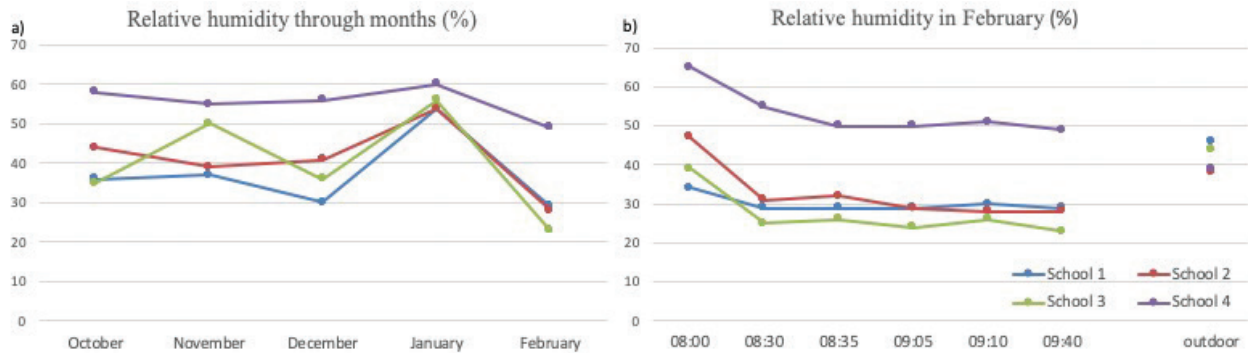 a)
Relative humidity through months (%)
70
60
50
40
30
20
10
0
October November December January February
b)
Relative humidity in February (%)
70
60
50
40
30
20
10
0
08:00 08:30 08:35 09:05 09:10 09:40 outdoor
School 1 School 2
School 3 School 4